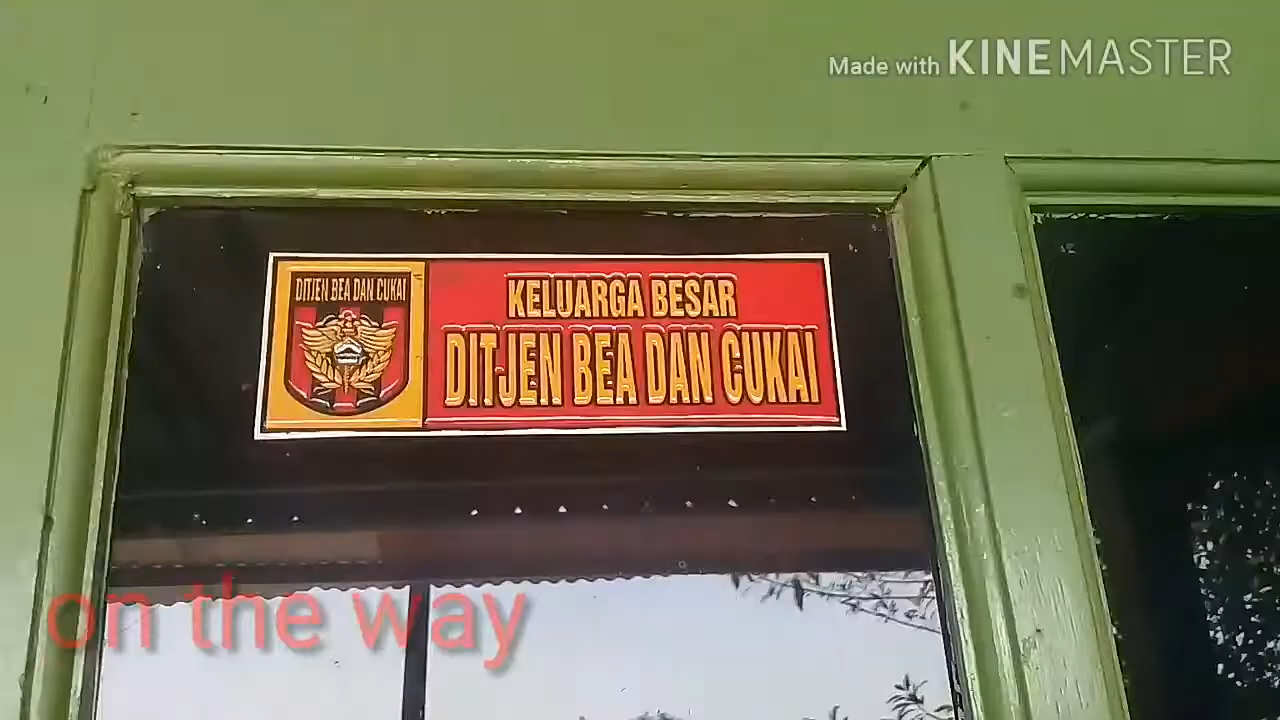 Made with KINEMASTER
DITJEN BEA DAN CUKAI
KELUARGA BESAR
DITJEN BEA DAN CUKAI
on the way